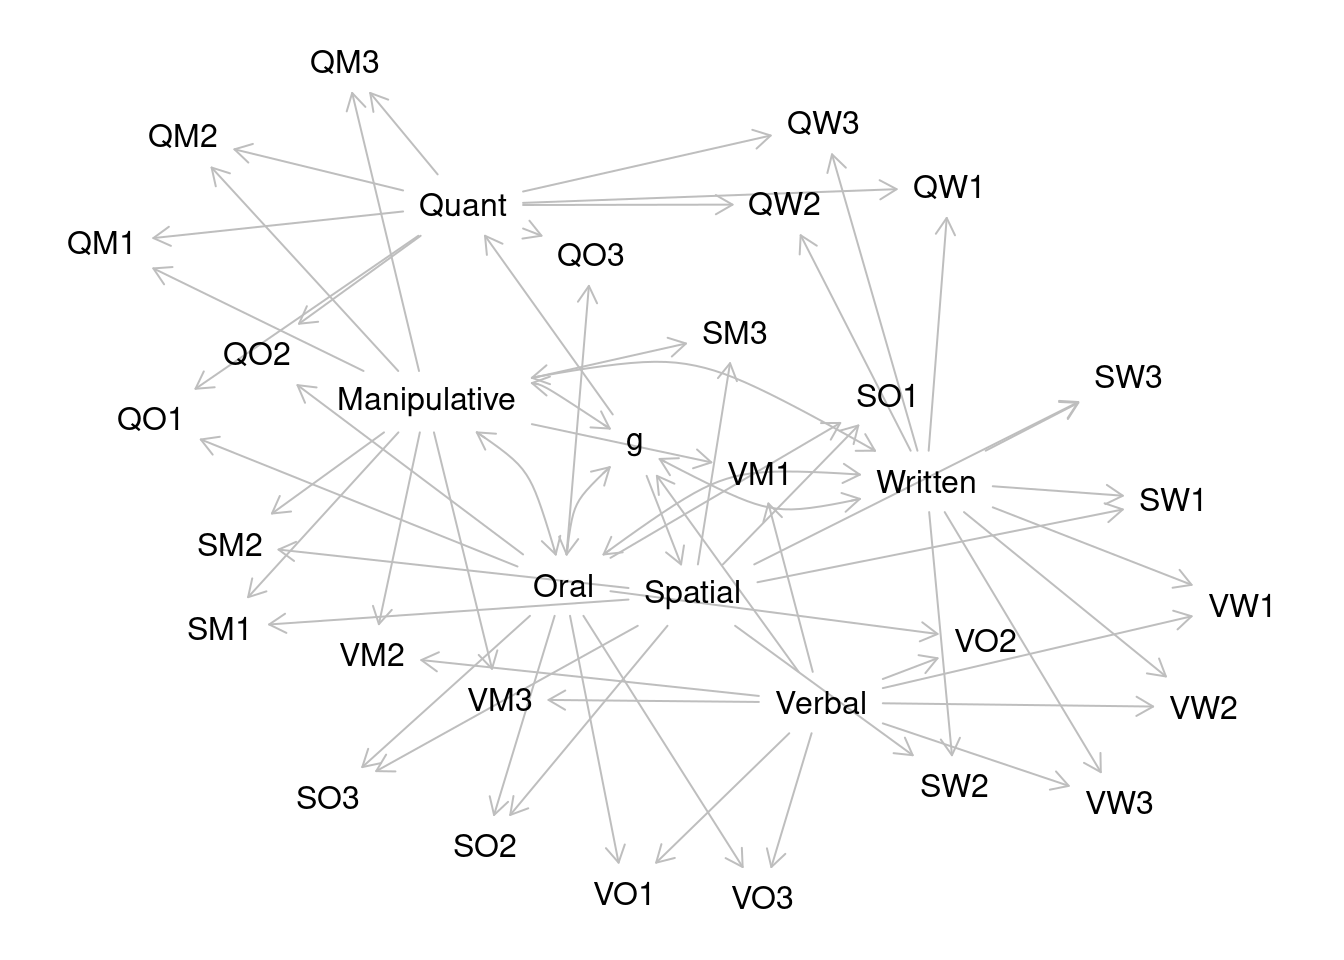 QM3
QW3
QM2
QW1
Quant
QW2
QM1
QO3
SM3
QO2
SW3
SO1
Manipulative
QO1
g
VM1
Written
SW1
SM2
Oral
Spatial
VW1
SM1
VO2
VM2
VM3
Verbal
VW2
SW2
SO3
VW3
SO2
VO1
VO3